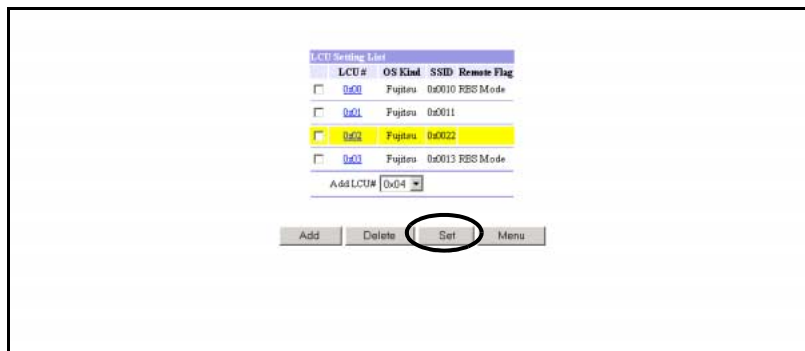 LCU Setting List
LCU # OS Kind SSID Remote Flag
0x00 Fujitsu 0x0010 RBS Mode
0x01 Fujitsu 0x0011
0x02 Fujitsu 0x0022
0x03 Fujitsu 0x0013 RBS Mode
Add LCU# 0x04
Add Delete Set Menu